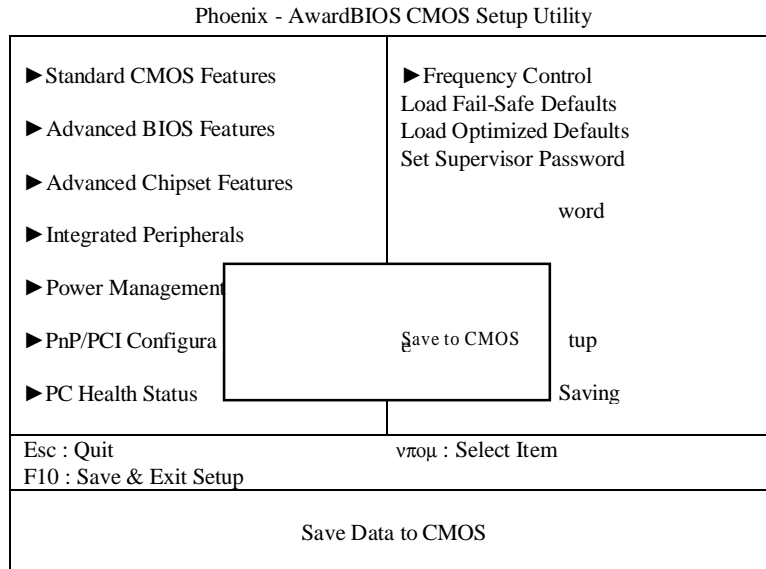 Phoenix - AwardBIOS CMOS Setup Utility
►Standard CMOS Features
►Advanced BIOS Features
►Advanced Chipset Features
►Integrated Peripherals
►Power Management
►PnP/PCI Configura
►PC Health Status
►Frequency Control
Load Fail-Safe Defaults
Load Optimized Defaults
Set Supervisor Password
word
Save to CMOS
tup
Saving
Esc : Quit
νποµ : Select Item
F10 : Save & Exit Setup
Save Data to CMOS